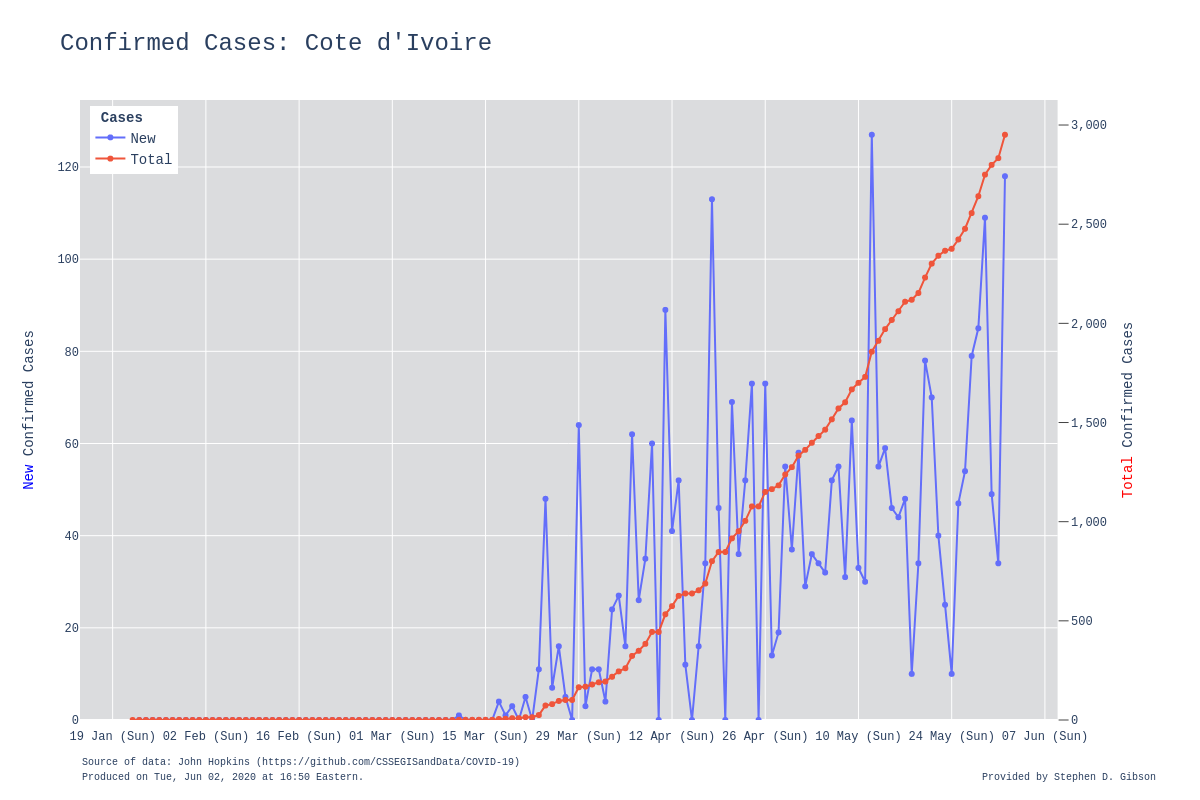 Confirmed Cases: Cote d'Ivoire
Cases
New
Total
120
100
80
60
40
20
0
New Confirmed Cases
3,000
2,500
2,000
1,500
1,000
500
0
Total Confirmed Cases
19 Jan (Sun) 02 Feb (Sun) 16 Feb (Sun) 01 Mar (Sun) 15 Mar (Sun) 29 Mar (Sun) 12 Apr (Sun) 26 Apr (Sun) 10 May (Sun) 24 May (Sun) 07 Jun (Sun)
Source of data: John Hopkins (https://github.com/CSSEGISandData/COVID-19)
Produced on Tue, Jun 02, 2020 at 16:50 Eastern.
Provided by Stephen D. Gibson